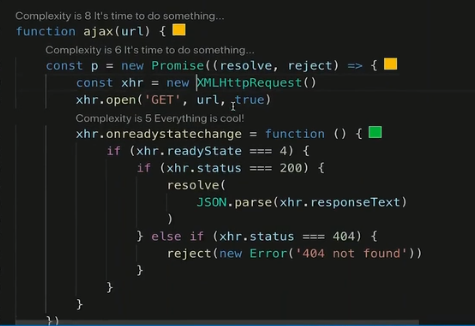 Complexity is 8 It's time to do something...
function ajax(url) {
Complexity is 6 It's time to do something...
const p = new Promise((resolve, reject) => {
const xhr = new XMLHttpRequest()
xhr.open('GET', url, true)
Complexity is 5 Everything is cool!
xhr.onreadystatechange = function () {
if (xhr.readyState === 4) {
if (xhr.status === 200) {
resolve(
JSON.parse(xhr.responseText)
)
} else if (xhr.status === 404) {
reject(new Error('404 not found'))
}
}
}
})